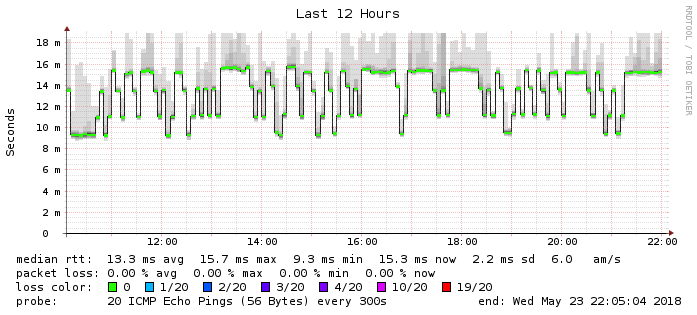 Last 12 Hours
RRDTOOL / TOBI OETIKER
Seconds
18 m
16 m
14 m
12 m
10 m
8 m
6 m
4 m
2 m
0
12:00 14:00 16:00 18:00 20:00 22:00
median rtt: 13.3 ms avg 15.7 ms max 9.3 ms min 15.3 ms now 2.2 ms sd 6.0 am/s
packet loss: 0.00 % avg 0.00 % max 0.00 % min 0.00 % now
loss color: 0 1/20 2/20 3/20 4/20 10/20 19/20
probe: 20 ICMP Echo Pings (56 Bytes) every 300s end: Wed May 23 22:05:04 2018